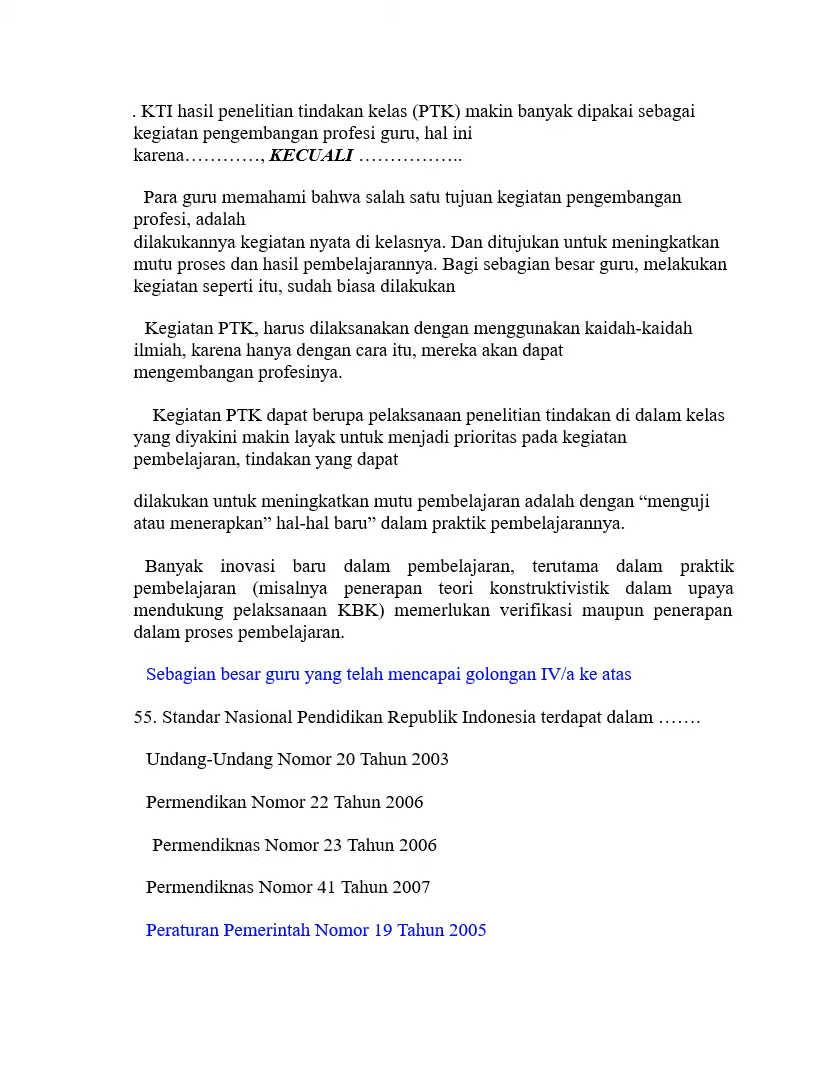 . KTI hasil penelitian tindakan kelas (PTK) makin banyak dipakai sebagai
kegiatan pengembangan profesi guru, hal ini
karena…………, KECUALI ……………..
Para guru memahami bahwa salah satu tujuan kegiatan pengembangan
profesi, adalah
dilakukannya kegiatan nyata di kelasnya. Dan ditujukan untuk meningkatkan
mutu proses dan hasil pembelajarannya. Bagi sebagian besar guru, melakukan
kegiatan seperti itu, sudah biasa dilakukan
Kegiatan PTK, harus dilaksanakan dengan menggunakan kaidah-kaidah
ilmiah, karena hanya dengan cara itu, mereka akan dapat
mengembangan profesinya.
Kegiatan PTK dapat berupa pelaksanaan penelitian tindakan di dalam kelas
yang diyakini makin layak untuk menjadi prioritas pada kegiatan
pembelajaran, tindakan yang dapat
dilakukan untuk meningkatkan mutu pembelajaran adalah dengan “menguji
atau menerapkan” hal-hal baru” dalam praktik pembelajarannya.
Banyak inovasi baru dalam pembelajaran, terutama dalam praktik
pembelajaran (misalnya penerapan teori konstruktivistik dalam upaya
mendukung pelaksanaan KBK) memerlukan verifikasi maupun penerapan
dalam proses pembelajaran.
Sebagian besar guru yang telah mencapai golongan IV/a ke atas
55. Standar Nasional Pendidikan Republik Indonesia terdapat dalam …….
Undang-Undang Nomor 20 Tahun 2003
Permendikan Nomor 22 Tahun 2006
Permendiknas Nomor 23 Tahun 2006
Permendiknas Nomor 41 Tahun 2007
Peraturan Pemerintah Nomor 19 Tahun 2005